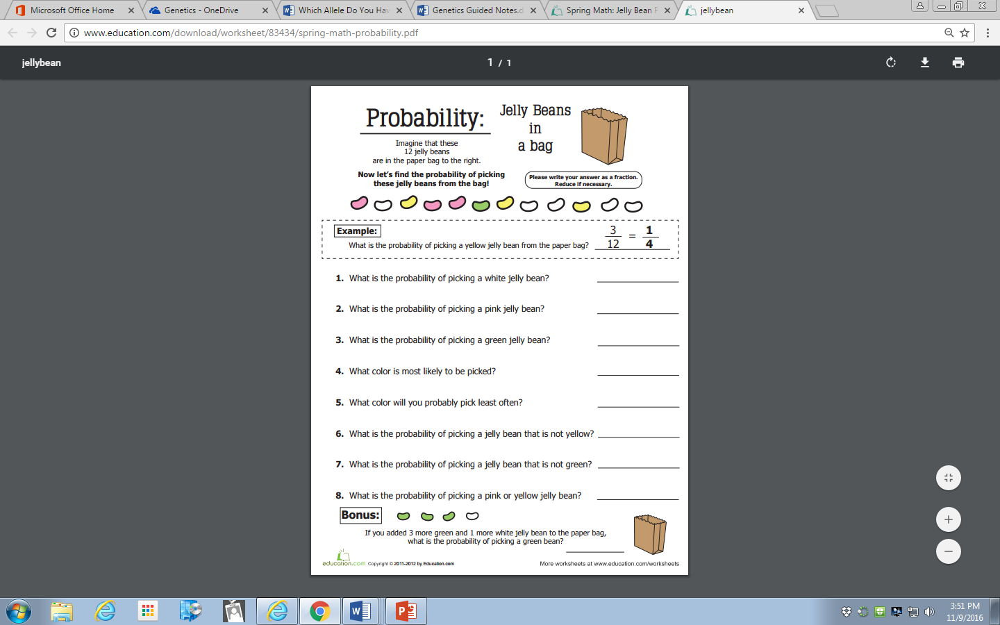 Microsoft Office Home
Genetics - OneDrive
Which Allele Do You Hav
Genetics Guided Notes.d
Spring Math: Jelly Bean P
jellybean
www.education.com/download/worksheet/83434/spring-math-probability.pdf
jellybean
1 / 1
Probability:
Jelly Beans
in
a bag
Imagine that these
12 jelly beans
are in the paper bag to the right.
Now let's find the probability of picking
these jelly beans from the bag!
Please write your answer as a fraction.
Reduce if necessary.
Example:
What is the probability of picking a yellow jelly bean from the paper bag?
3
12
=
1
4
1. What is the probability of picking a white jelly bean?
2. What is the probability of picking a pink jelly bean?
3. What is the probability of picking a green jelly bean?
4. What color is most likely to be picked?
5. What color will you probably pick least often?
6. What is the probability of picking a jelly bean that is not yellow?
7. What is the probability of picking a jelly bean that is not green?
8. What is the probability of picking a pink or yellow jelly bean?
Bonus:
If you added 3 more green and 1 more white jelly bean to the paper bag,
what is the probability of picking a green bean?
education.com Copyright © 2011-2012 by Education.com
More worksheets at www.education.com/worksheets
3:51 PM
11/9/2016